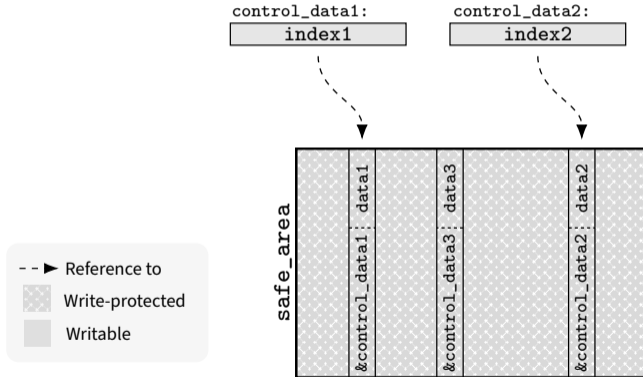 control_data1:
control_data2:
index1
index2
data1
data3
data2
&control_data1:
&control_data3:
&control_data2:
safe_area
Reference to
Write-protected
Writable